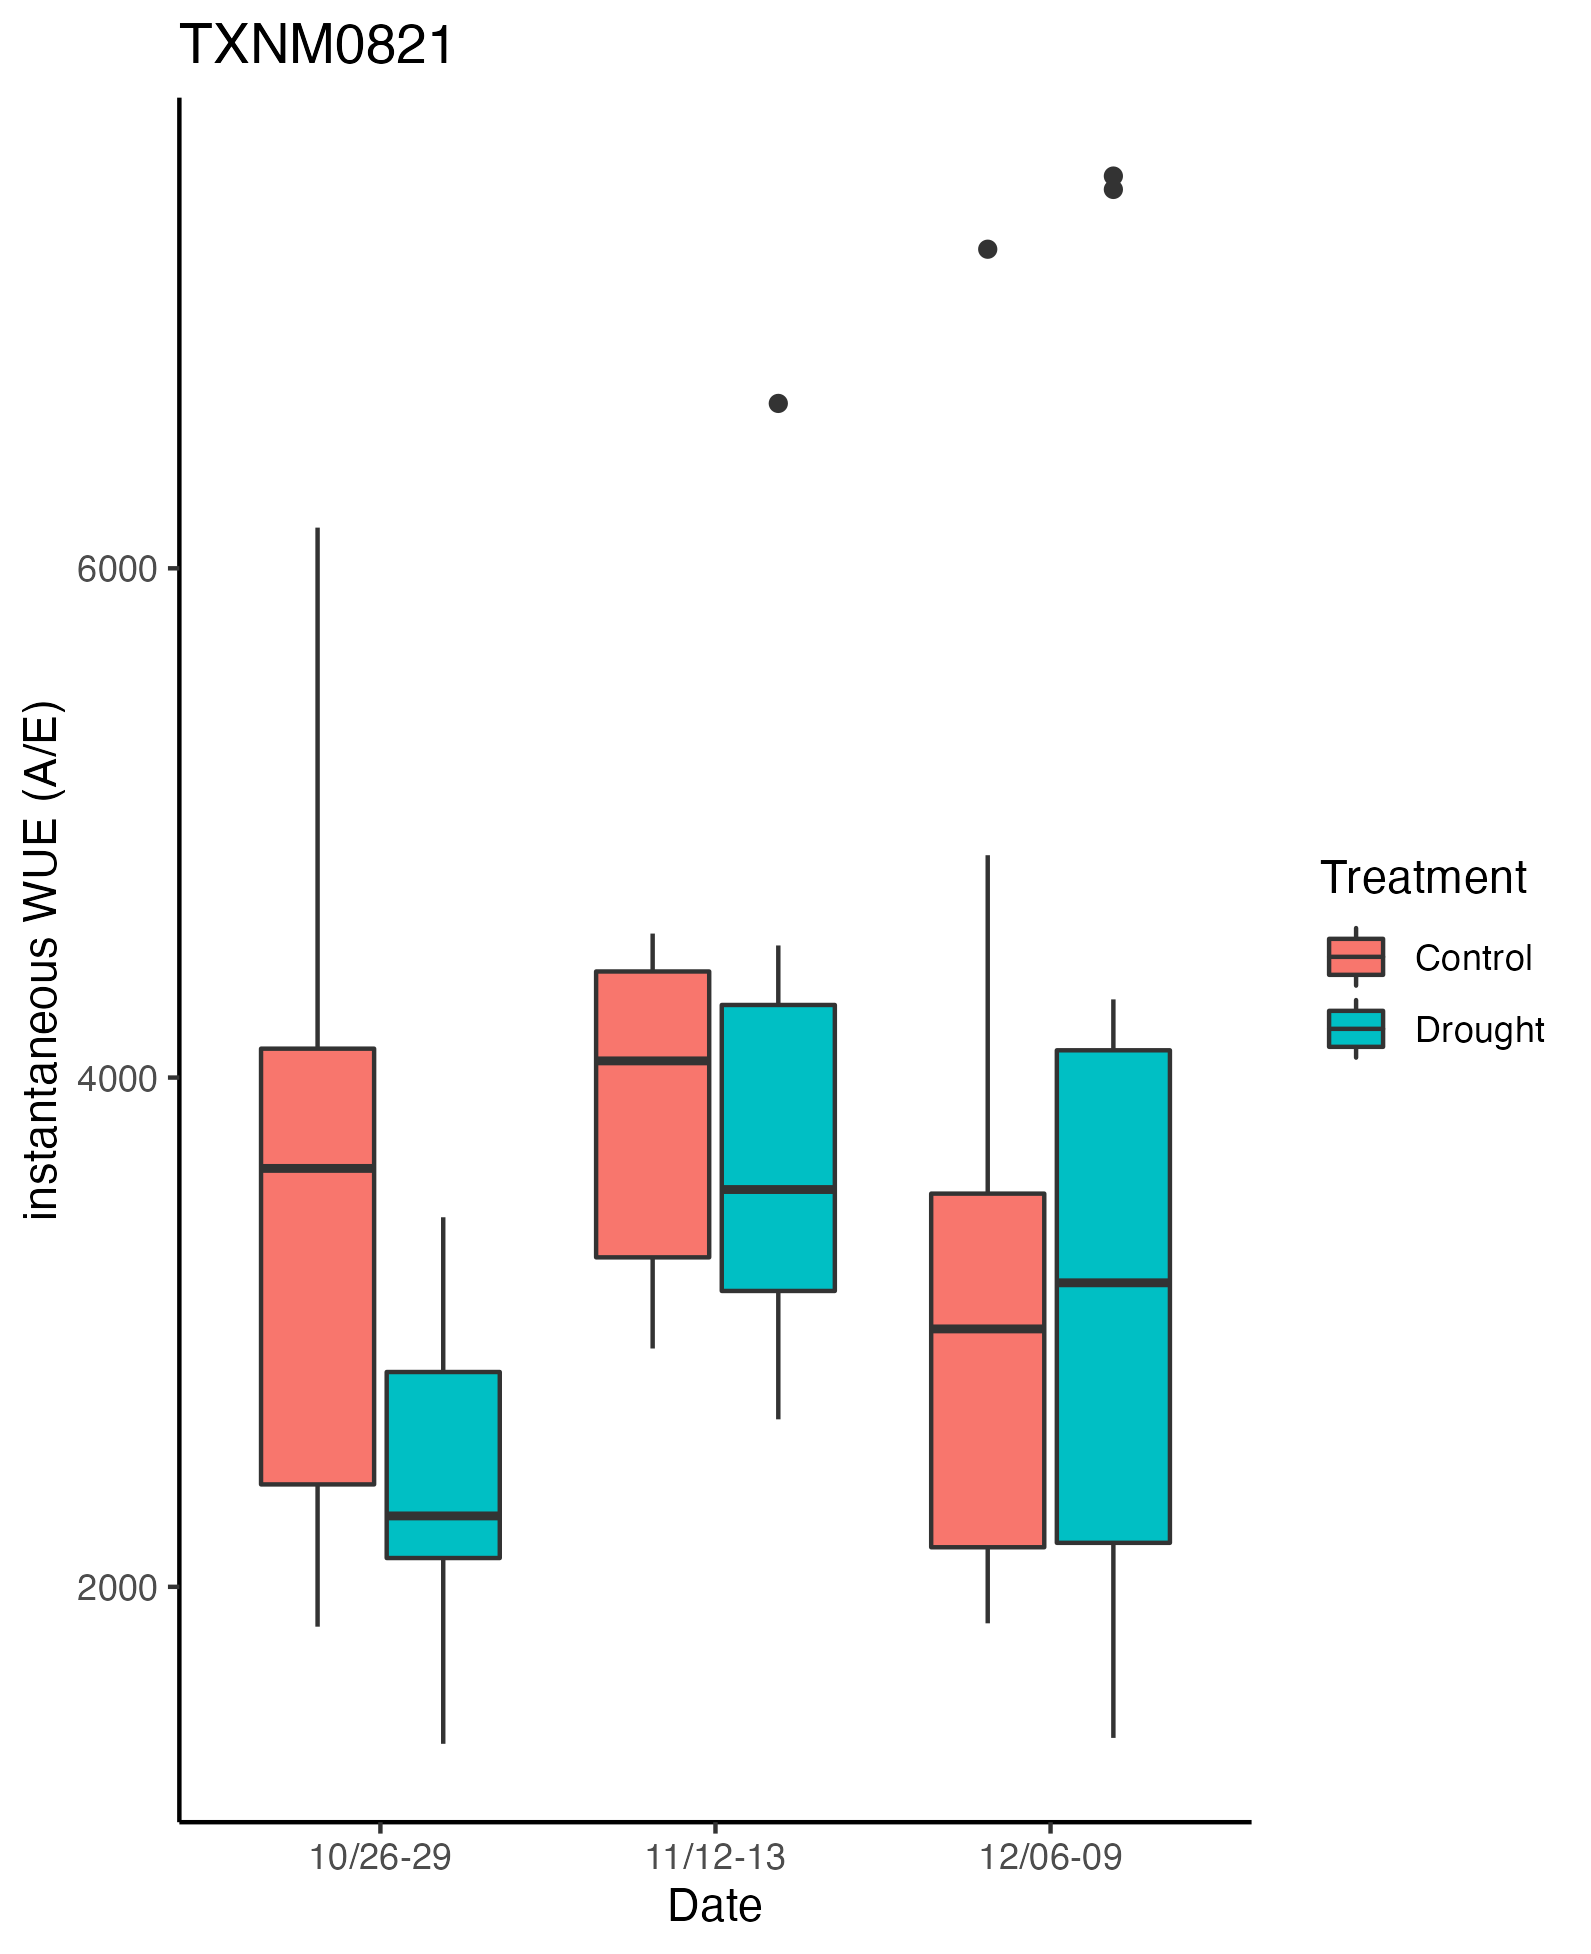 TXNM0821
instantaneous WUE (A/E)
6000
4000
2000
10/26-29
11/12-13
12/06-09
Date
Treatment
Control
Drought